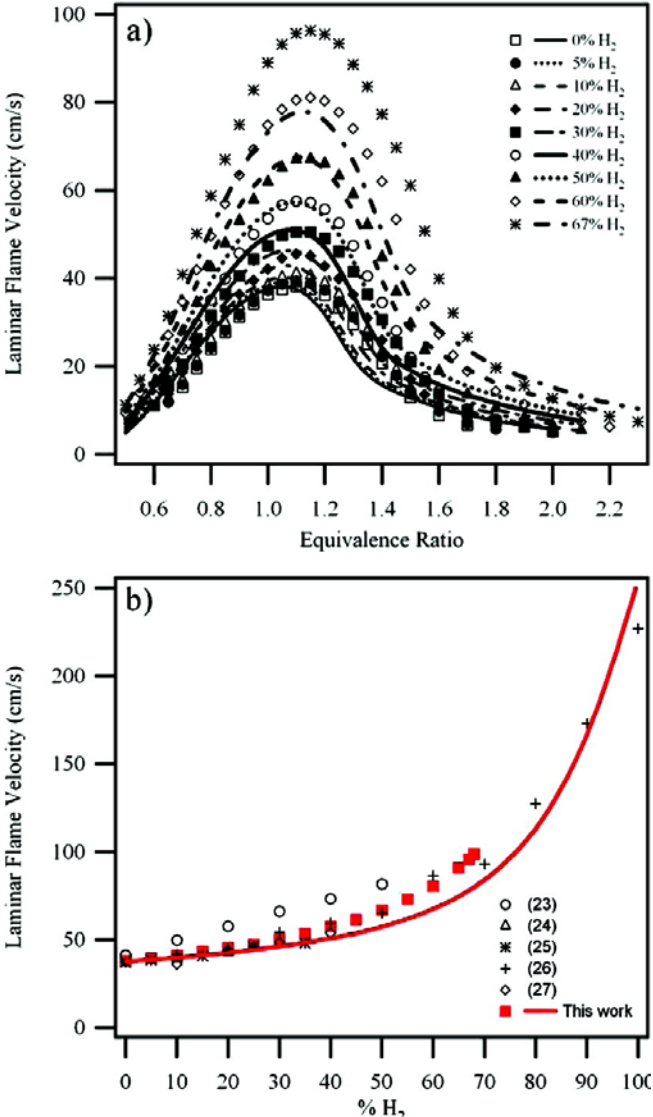 a)
Laminar Flame Velocity (cm/s)
100
80
60
40
20
0
0% H2
5% H2
10% H2
20% H2
30% H2
40% H2
50% H2
60% H2
67% H2
0.6 0.8 1.0 1.2 1.4 1.6 1.8 2.0 2.2
Equivalence Ratio
b)
Laminar Flame Velocity (cm/s)
250
200
150
100
50
0
(23)
(24)
(25)
(26)
(27)
This work
0 10 20 30 40 50 60 70 80 90 100
% H2